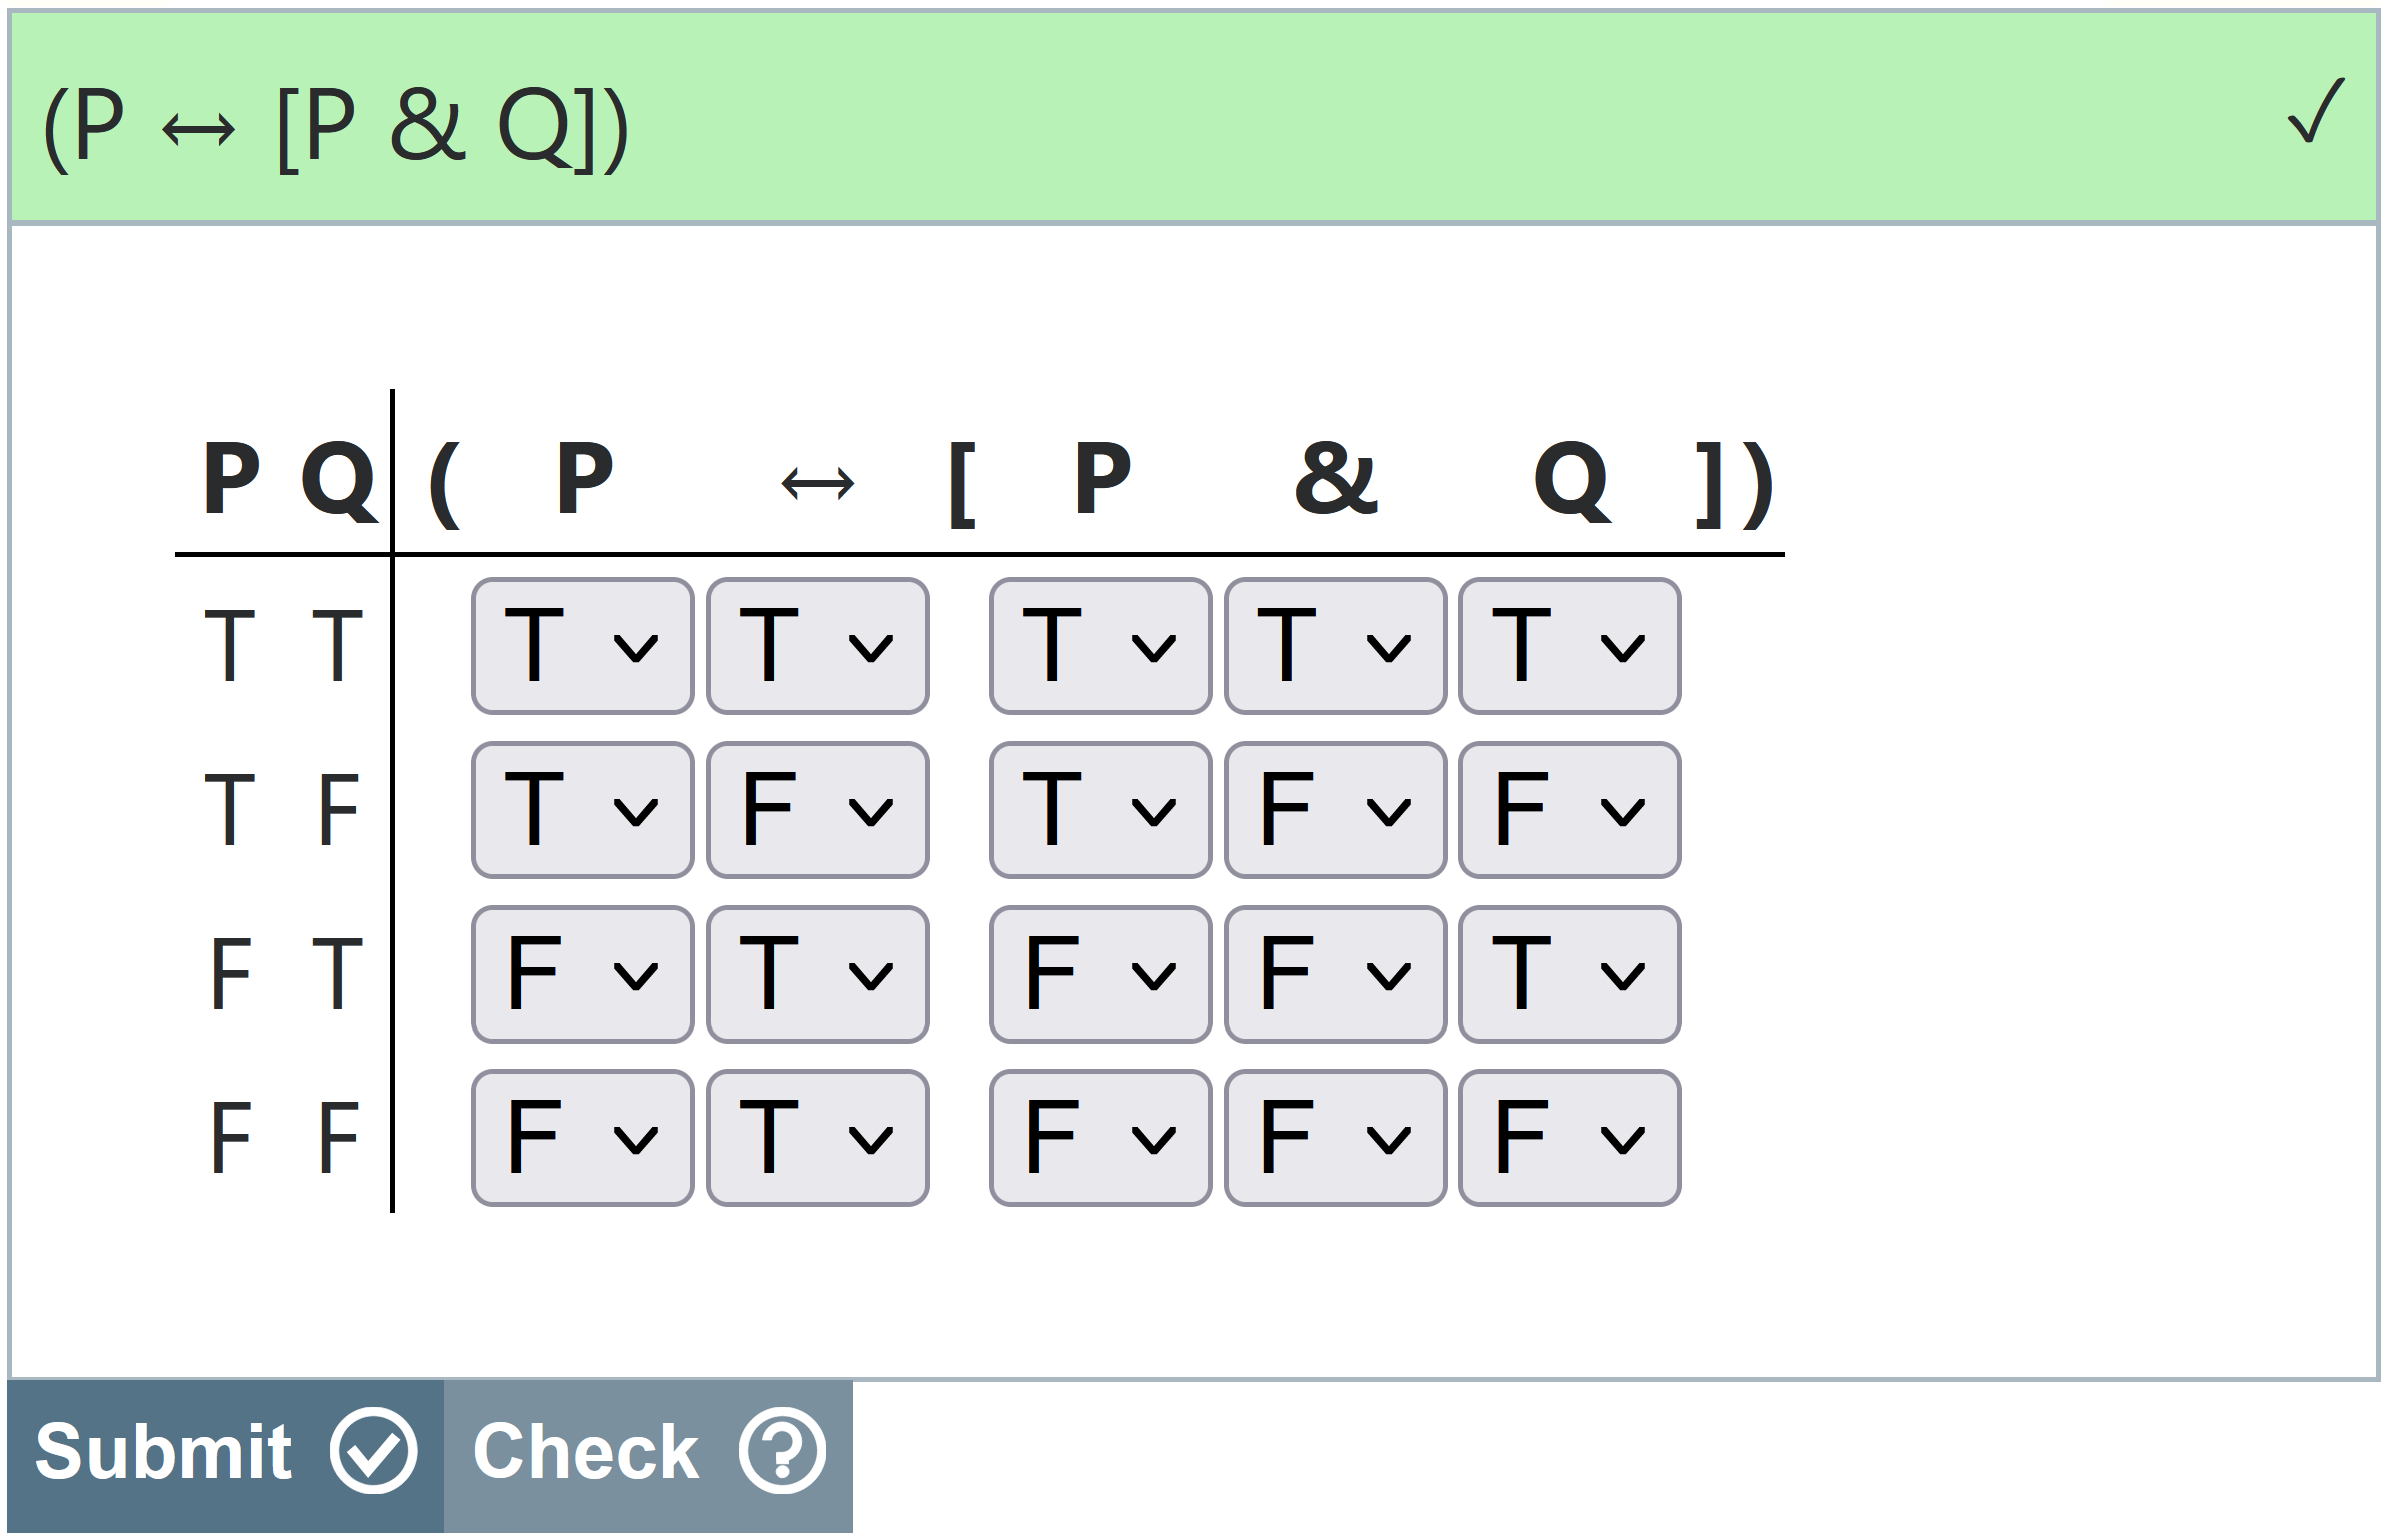 (P ↔ [P & Q]) ✓
P Q ( P ↔ [ P & Q ] )
T T T T T T T
T F T F T F F
F T F T F F T
F F F T F F F
Submit Check ?